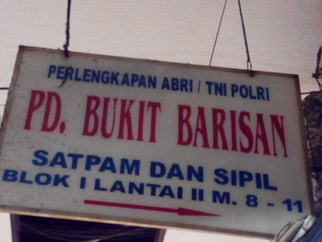 PERLENGKAPAN ABRI / TNI POLRI
PD. BUKIT BARISAN
SATPAM DAN SIPIL
BLOK I LANTAI II M. 8 - 11